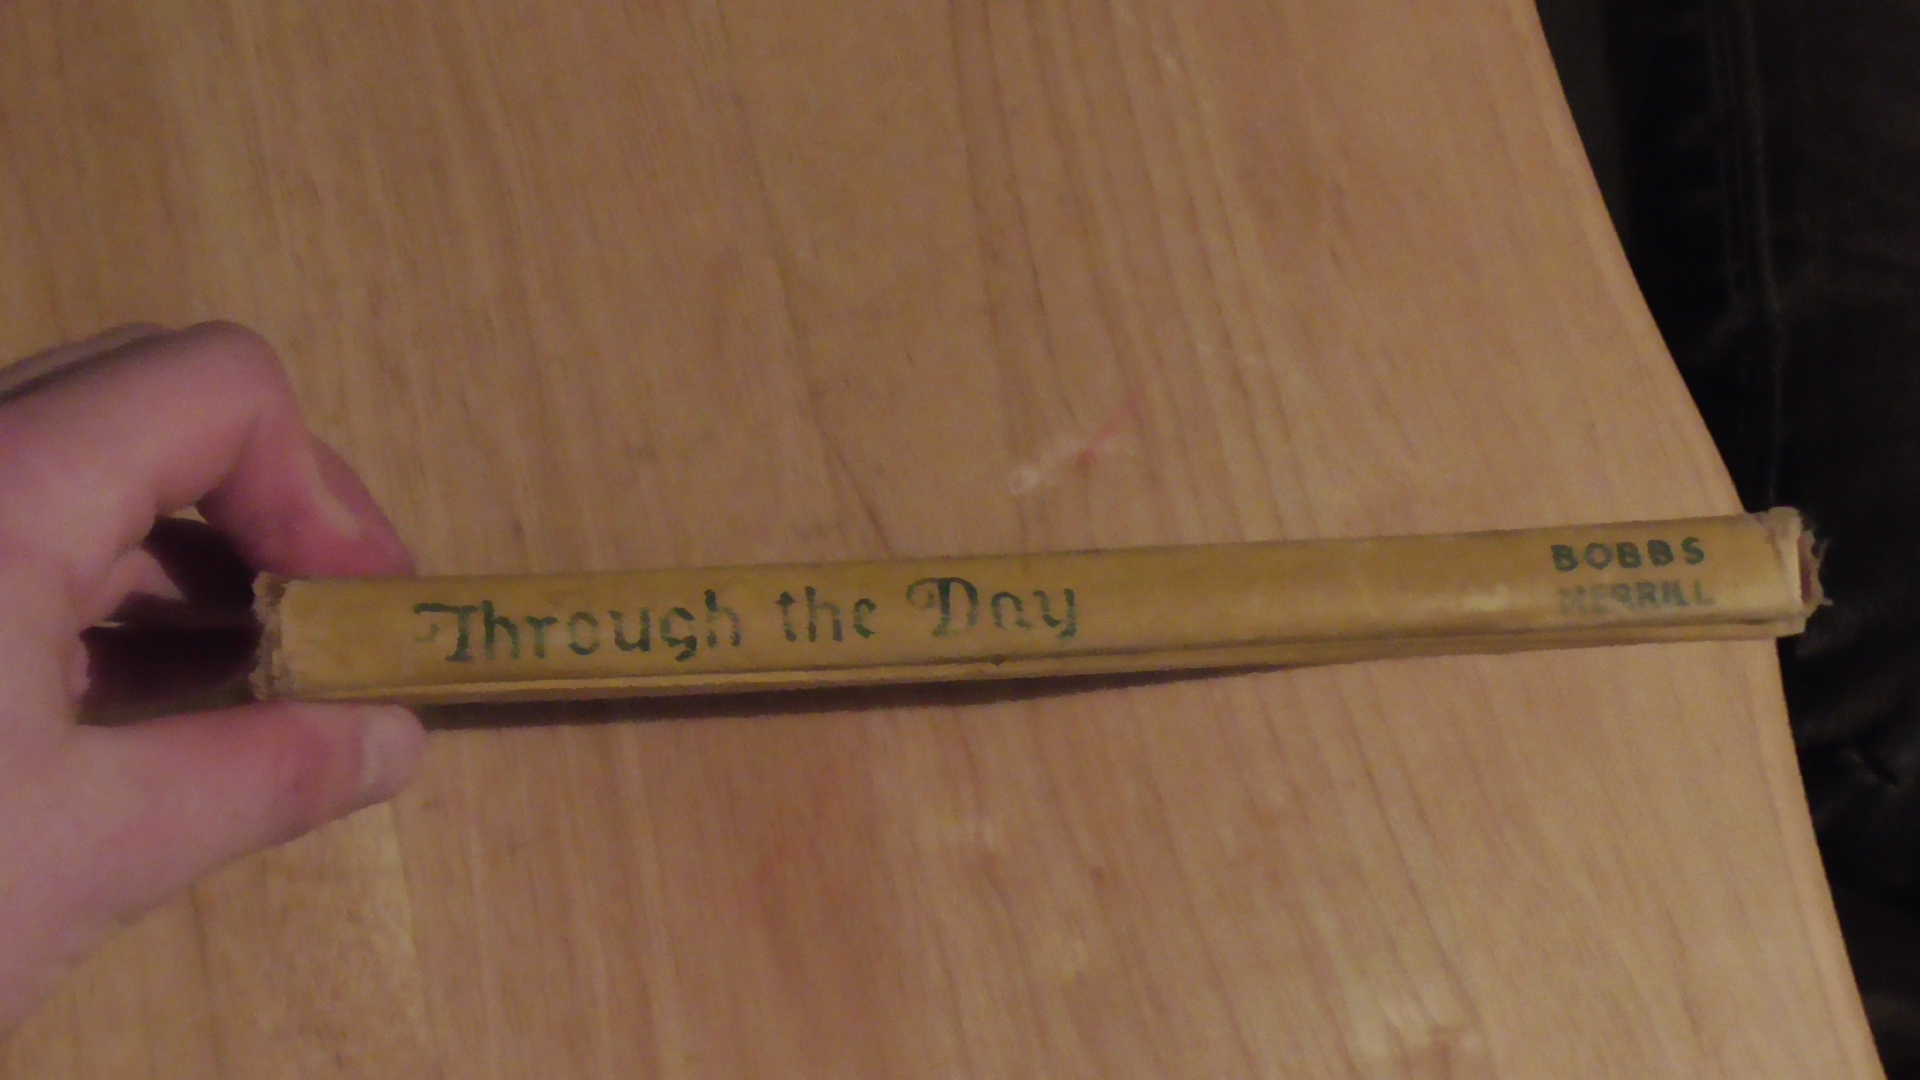 Through the Day
BOBBS
MERRILL